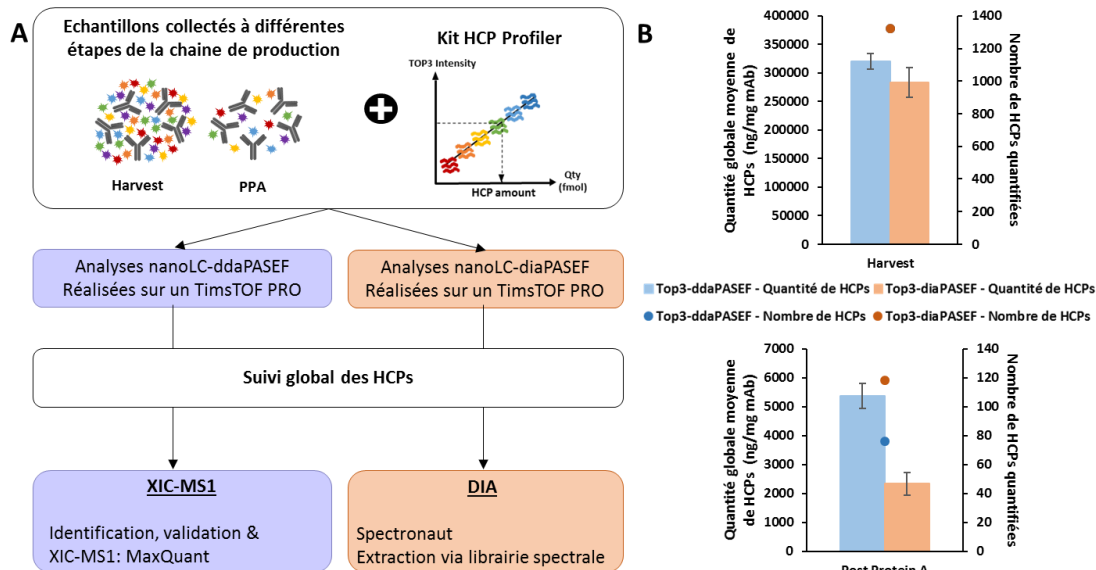 A
Echantillons collectés à différentes
étapes de la chaine de production
Harvest
PPA
Kit HCP Profiler
TOP3 Intensity
Qty
(fmol)
HCP amount
Analyses nanoLC-ddaPASEF
Réalisées sur un TimsTOF PRO
Analyses nanoLC-diaPASEF
Réalisées sur un TimsTOF PRO
Suivi global des HCPs
XIC-MS1
Identification, validation &
XIC-MS1: MaxQuant
DIA
Spectronaut
Extraction via librairie spectrale
B
Quantité globale moyenne de
HCPs (ng/mg mAb)
400000
350000
300000
250000
200000
150000
100000
50000
0
1400
1200
1000
800
600
400
200
0
Nombre de HCPs quantifiées
Harvest
Top3-ddaPASEF - Quantité de HCPs
Top3-diaPASEF - Quantité de HCPs
Top3-ddaPASEF - Nombre de HCPs
Top3-diaPASEF - Nombre de HCPs
Quantité globale moyenne
de HCPs (ng/mg mAb)
7000
6000
5000
4000
3000
2000
1000
0
140
120
100
80
60
40
20
0
Nombre de HCPs quantifiées
Post Protein A